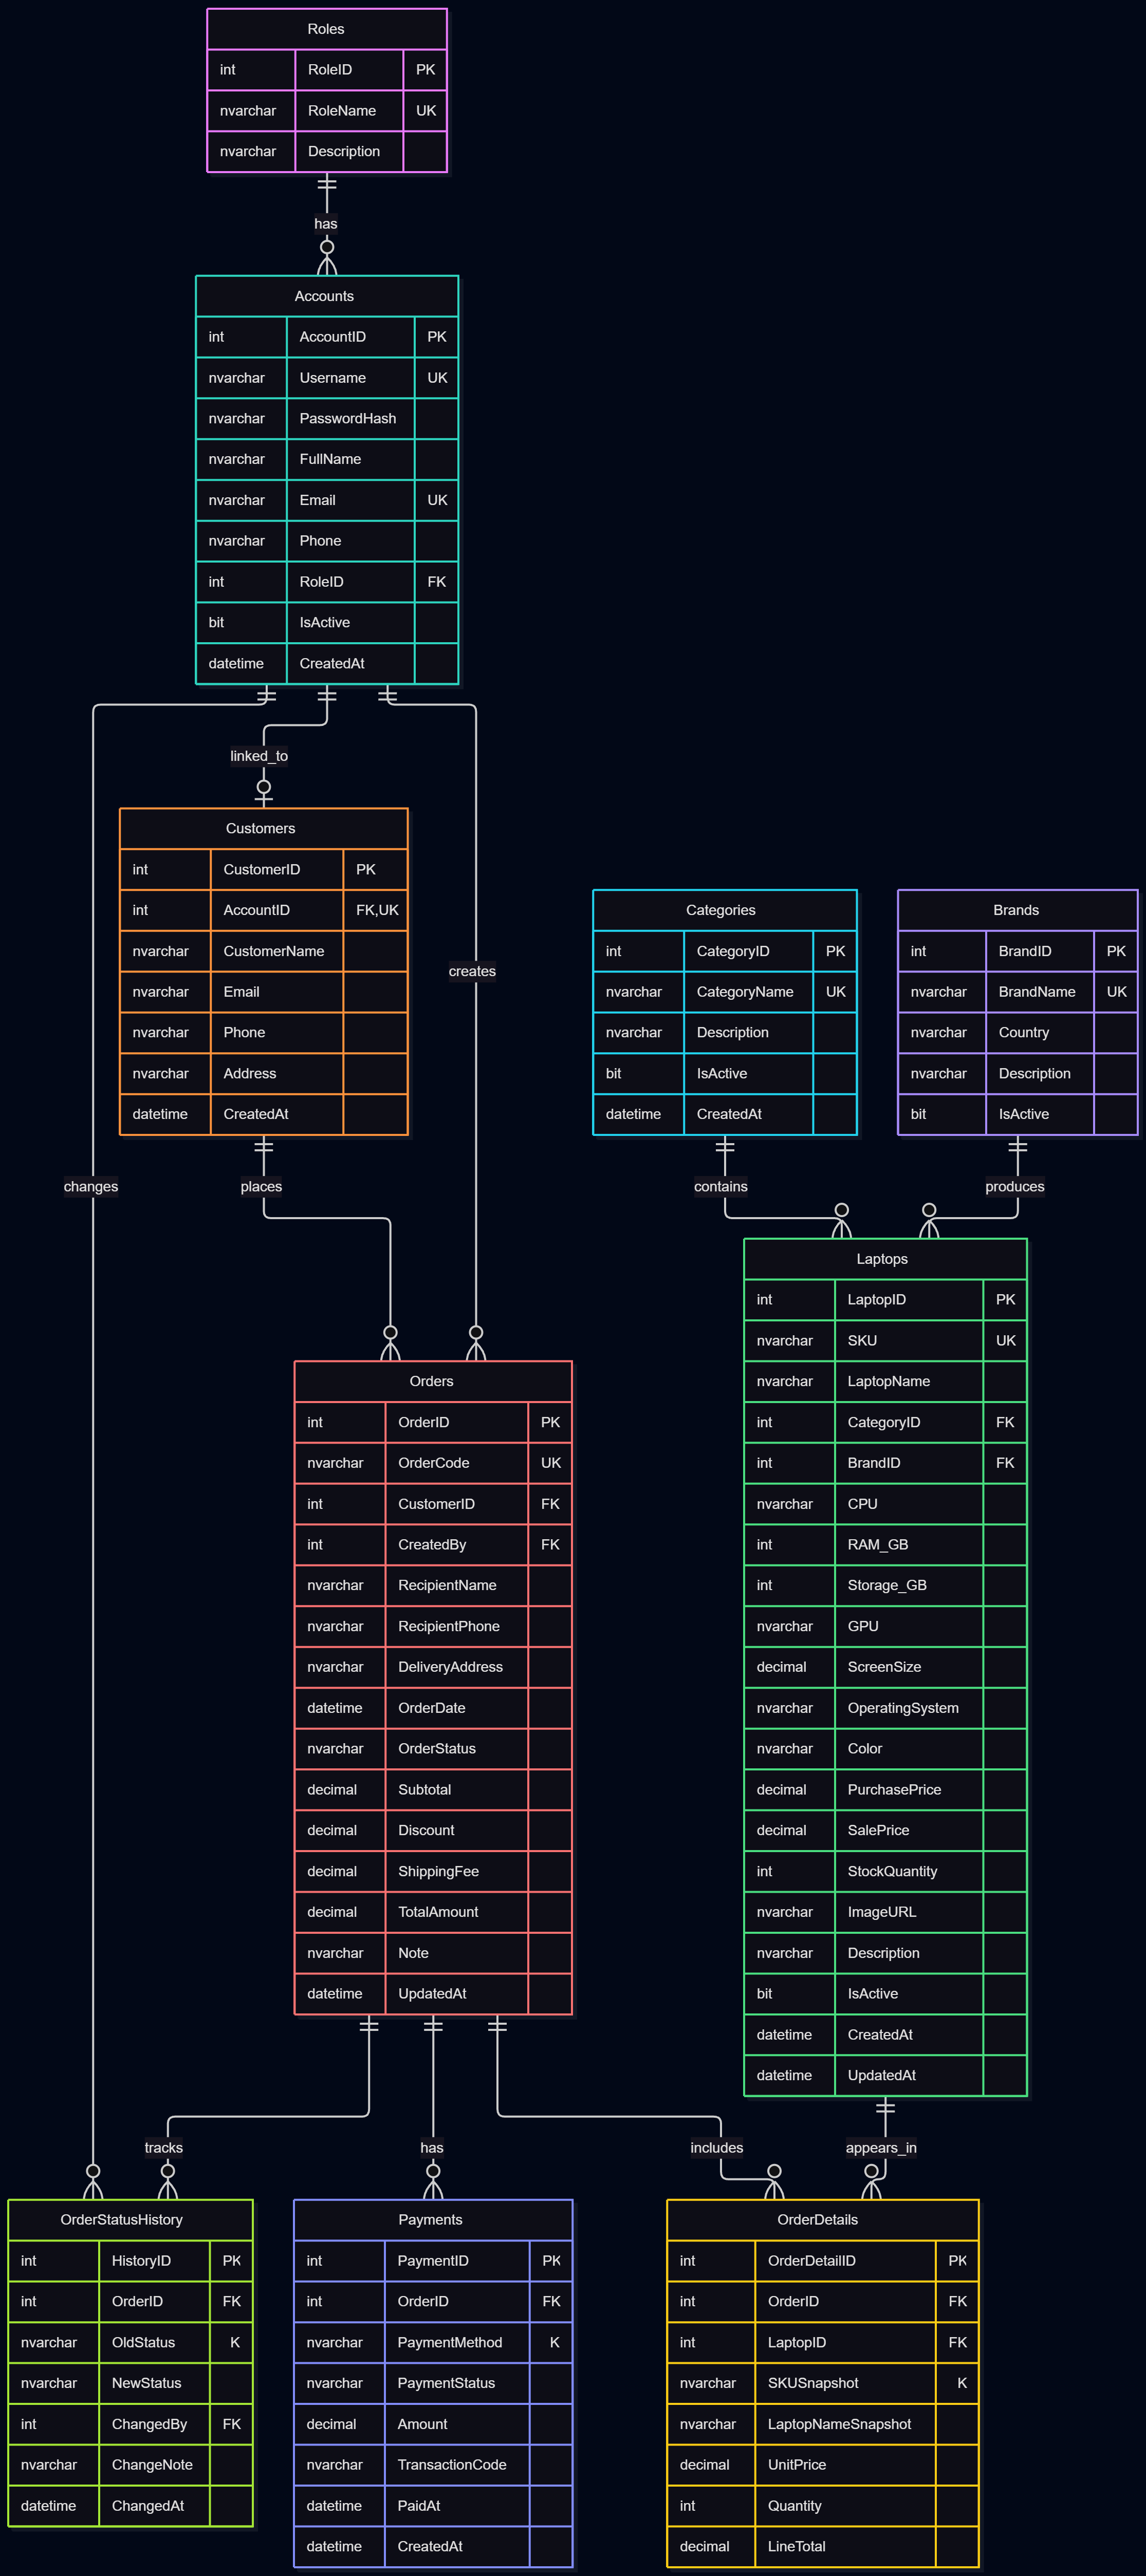 Roles
int RoleID PK
nvarchar RoleName UK
nvarchar Description
has
Accounts
int AccountID PK
nvarchar Username UK
nvarchar PasswordHash
nvarchar FullName
nvarchar Email UK
nvarchar Phone
int RoleID FK
bit IsActive
datetime CreatedAt
linked_to
Customers
int CustomerID PK
int AccountID FK,UK
nvarchar CustomerName
nvarchar Email
nvarchar Phone
nvarchar Address
datetime CreatedAt
creates
Categories
int CategoryID PK
nvarchar CategoryName UK
nvarchar Description
bit IsActive
datetime CreatedAt
Brands
int BrandID PK
nvarchar BrandName UK
nvarchar Country
nvarchar Description
bit IsActive
changes
places
contains
produces
Laptops
int LaptopID PK
nvarchar SKU UK
nvarchar LaptopName
int CategoryID FK
int BrandID FK
nvarchar CPU
int RAM_GB
int Storage_GB
nvarchar GPU
decimal ScreenSize
nvarchar OperatingSystem
nvarchar Color
decimal PurchasePrice
decimal SalePrice
int StockQuantity
nvarchar ImageURL
nvarchar Description
bit IsActive
datetime CreatedAt
datetime UpdatedAt
Orders
int OrderID PK
nvarchar OrderCode UK
int CustomerID FK
int CreatedBy FK
nvarchar RecipientName
nvarchar RecipientPhone
nvarchar DeliveryAddress
datetime OrderDate
nvarchar OrderStatus
decimal Subtotal
decimal Discount
decimal ShippingFee
decimal TotalAmount
nvarchar Note
datetime UpdatedAt
tracks
has
includes
appears_in
OrderStatusHistory
int HistoryID PK
int OrderID FK
nvarchar OldStatus K
nvarchar NewStatus
int ChangedBy FK
nvarchar ChangeNote
datetime ChangedAt
Payments
int PaymentID PK
int OrderID FK
nvarchar PaymentMethod K
nvarchar PaymentStatus
decimal Amount
nvarchar TransactionCode
datetime PaidAt
datetime CreatedAt
OrderDetails
int OrderDetailID PK
int OrderID FK
int LaptopID FK
nvarchar SKUSnapshot K
nvarchar LaptopNameSnapshot
decimal UnitPrice
int Quantity
decimal LineTotal